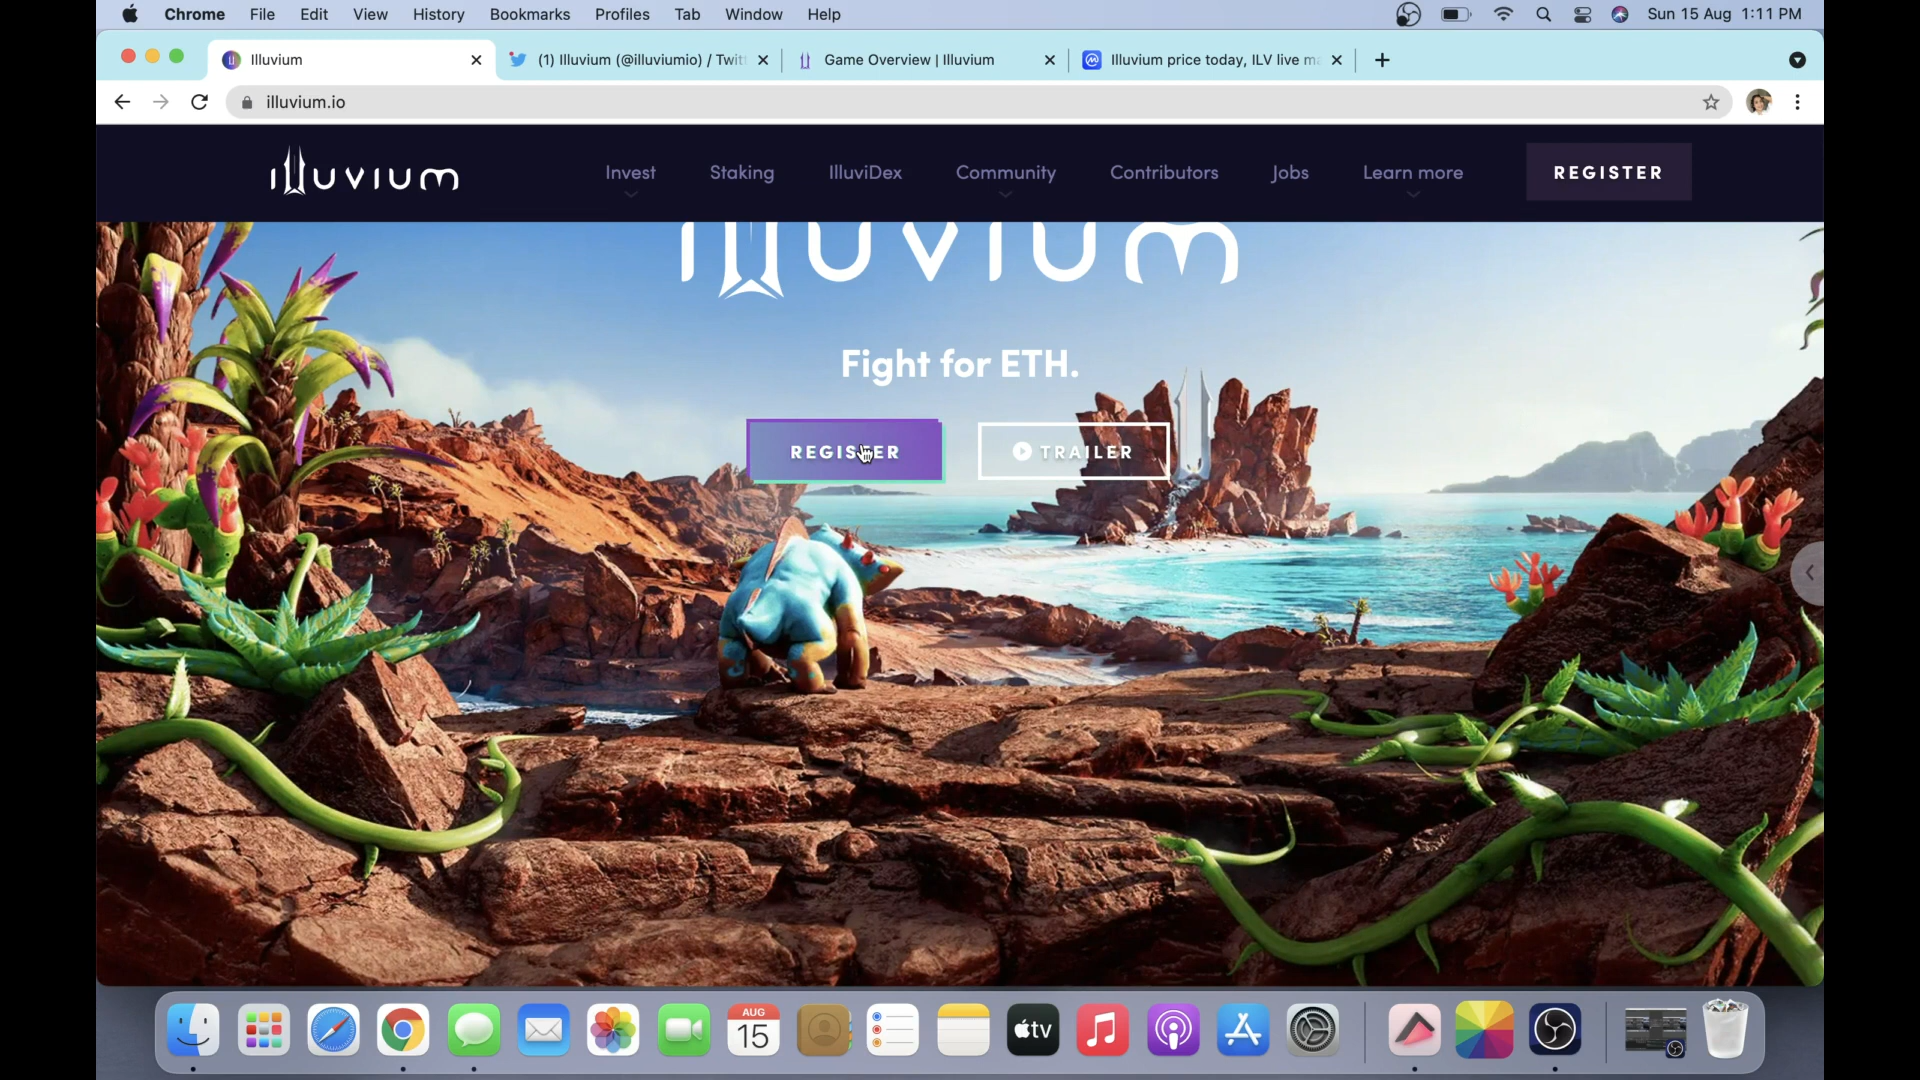 Chrome File Edit View History Bookmarks Profiles Tab Window Help Sun 15 Aug 1:11 PM
Illuvium (1) Illuvium (@illuviumio) / Twit Game Overview | Illuvium Illuvium price today, ILV live ma
illuvium.io
illuvium Invest Staking IlluviDex Community Contributors Jobs Learn more REGISTER
illuvium
Fight for ETH.
REGISTER TRAILER
AUG
15
tv